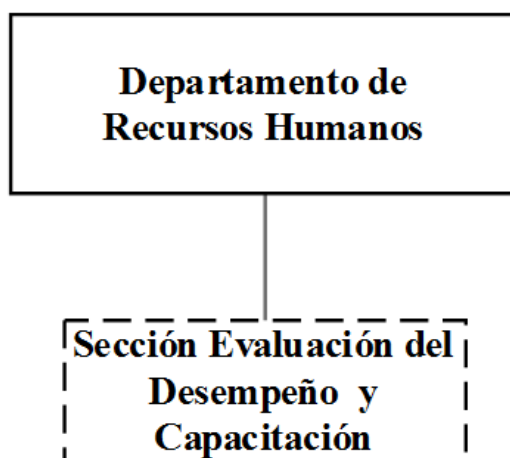 Departamento de
Recursos Humanos
Sección Evaluación del
Desempeño y
Capacitación